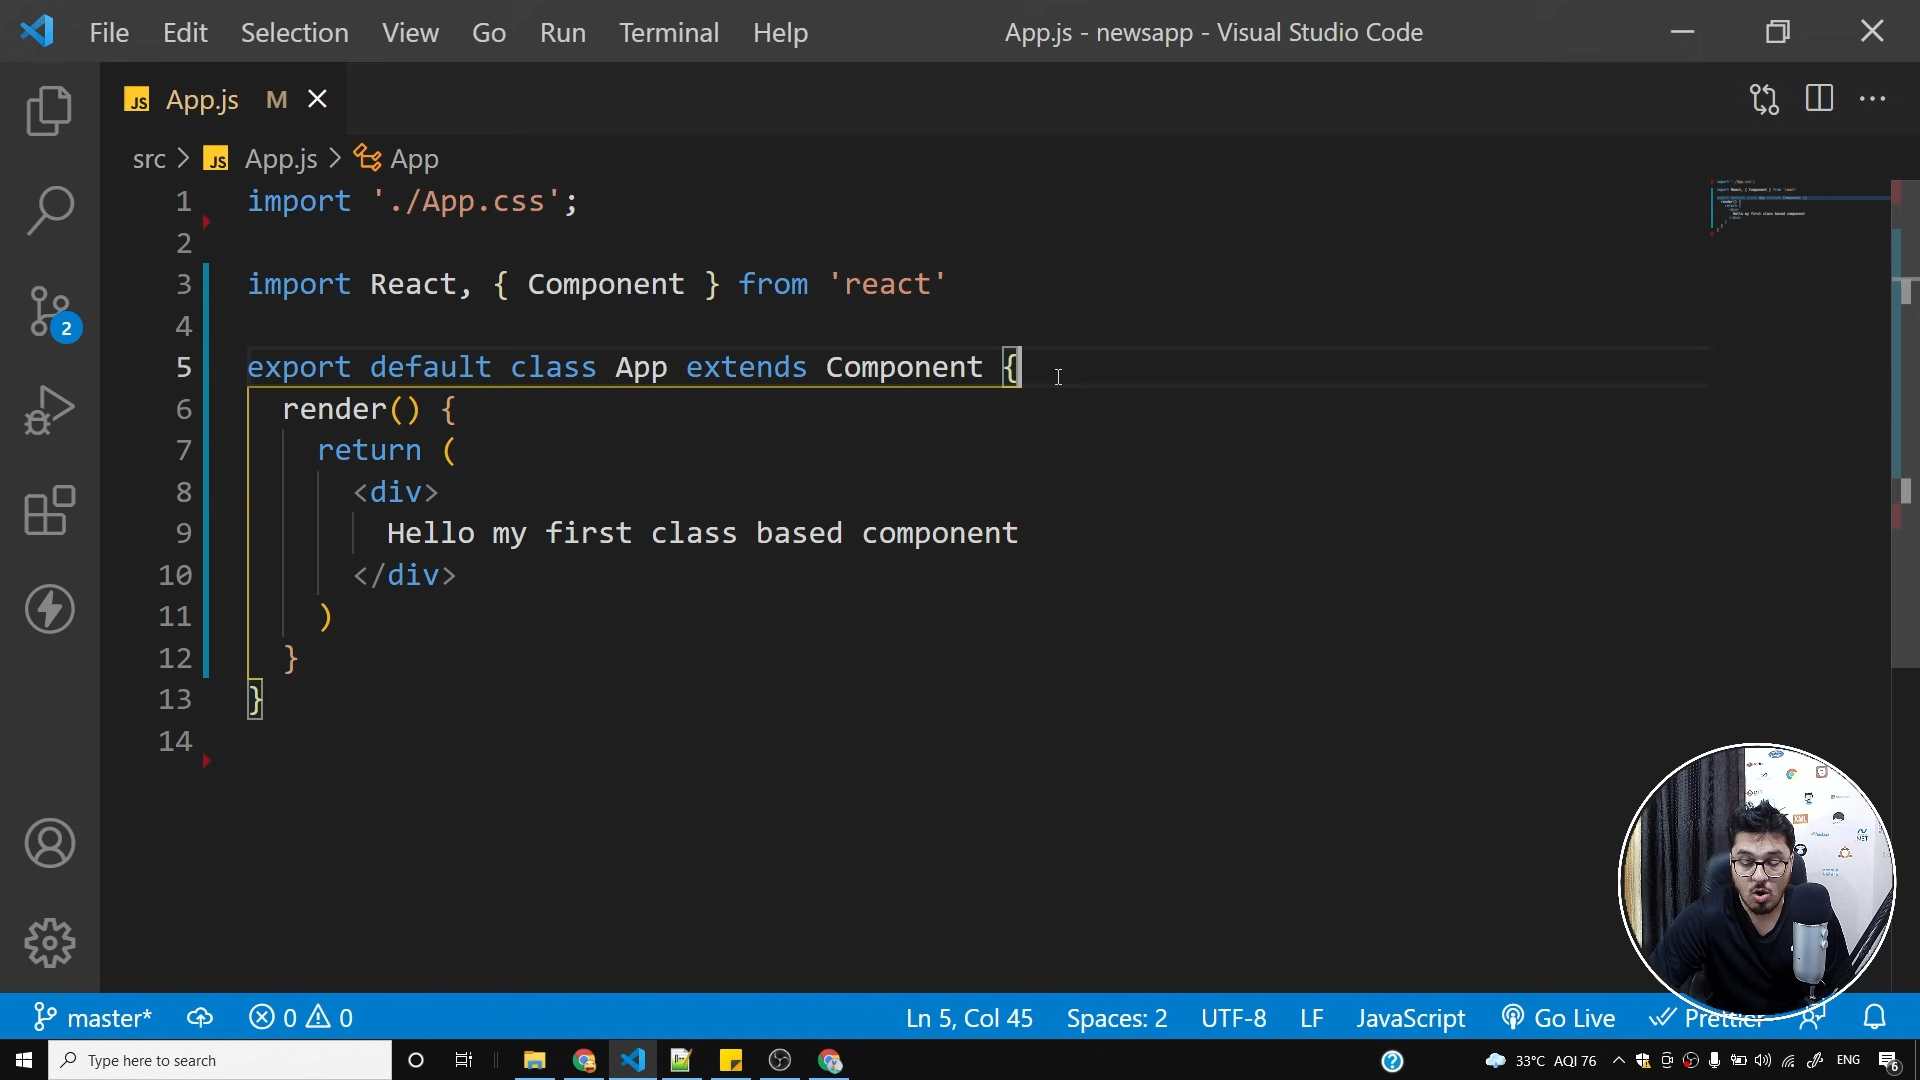 File Edit Selection View Go Run Terminal Help App.js - newsapp - Visual Studio Code
JS App.js M
src > JS App.js > App
1 import './App.css';
2
3 import React, { Component } from 'react'
4
5 export default class App extends Component {
6 render() {
7 return (
8 <div>
9 Hello my first class based component
10 </div>
11 )
12 }
13 }
14
2
master* 0 0 Ln 5, Col 45 Spaces: 2 UTF-8 LF JavaScript Go Live Prettier
Type here to search 33°C AQI 76 ENG 6